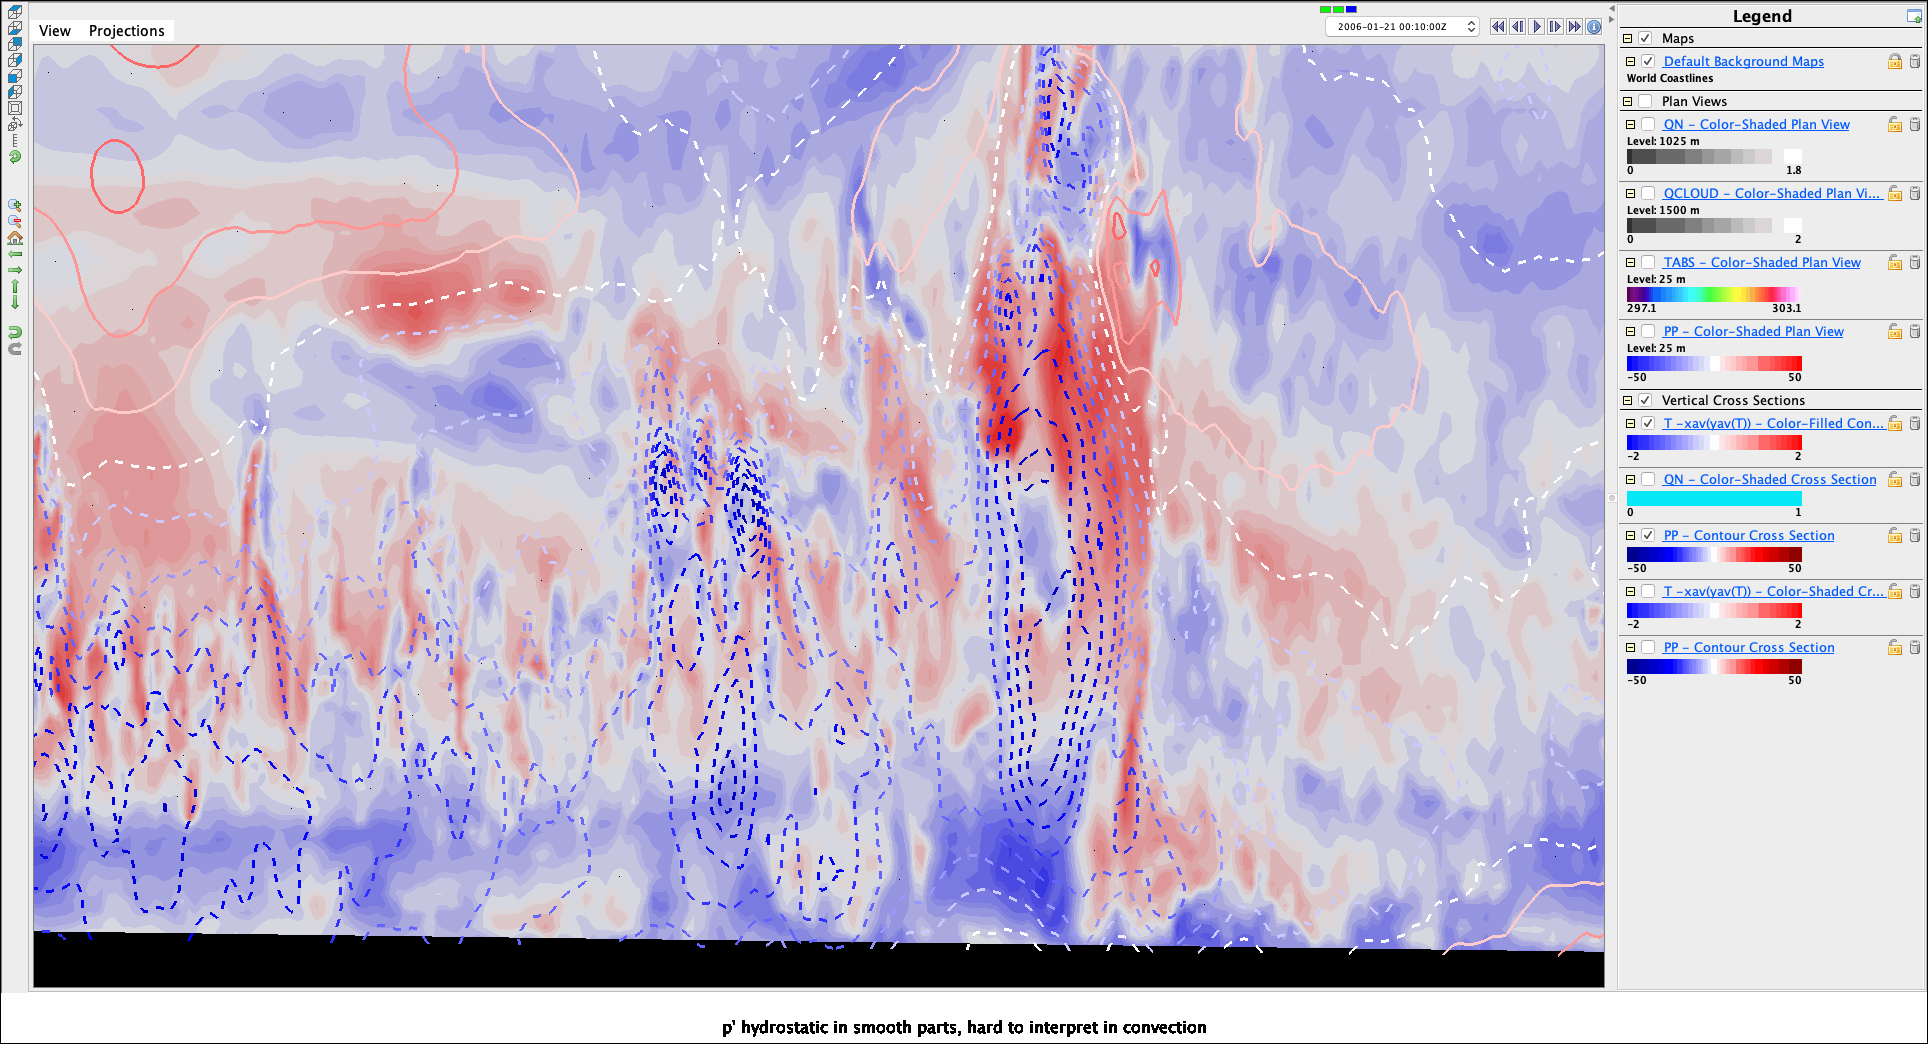 View Projections
2006-01-21 00:10:00Z
Legend
Maps
Default Background Maps
World Coastlines
Plan Views
QN - Color-Shaded Plan View
Level: 1025 m
0 1.8
QCLOUD - Color-Shaded Plan Vi...
Level: 1500 m
0 2
TABS - Color-Shaded Plan View
Level: 25 m
297.1 303.1
PP - Color-Shaded Plan View
Level: 25 m
-50 50
Vertical Cross Sections
T -xav(yav(T)) - Color-Filled Con...
-2 2
QN - Color-Shaded Cross Section
0 1
PP - Contour Cross Section
-50 50
T -xav(yav(T)) - Color-Shaded Cr...
-2 2
PP - Contour Cross Section
-50 50
p' hydrostatic in smooth parts, hard to interpret in convection